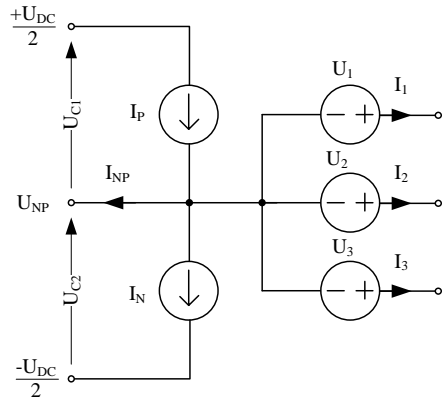 +U_DC
2
U_C1
I_P
U_1
I_1
I_NP
U_2
I_2
U_NP
U_3
I_3
U_C2
I_N
-U_DC
2